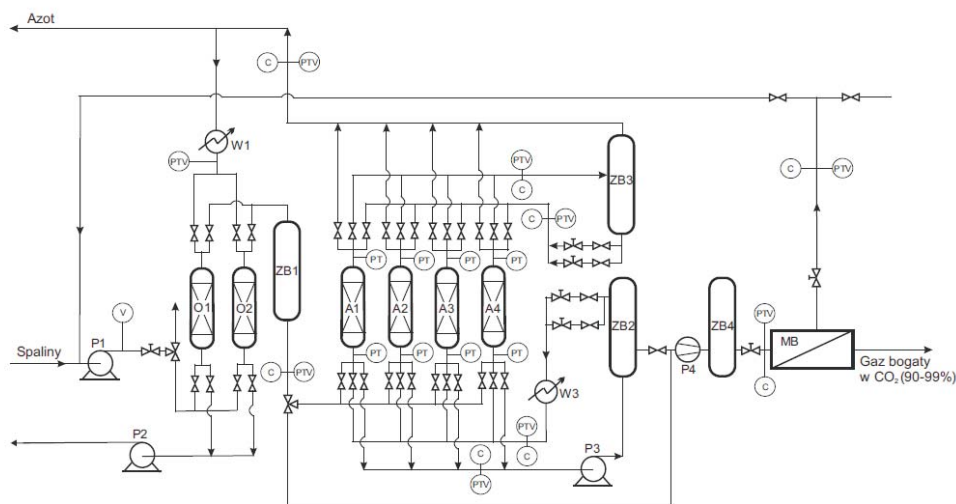 Azot
C
PTV
W1
PTV
C
PTV
PTV
C
ZB3
C
PTV
ZB1
PT
PT
PT
PT
O1
O2
A1
A2
A3
A4
ZB2
ZB4
V
P1
Spaliny
PT
PT
PT
PT
C
PTV
W3
P4
PTV
C
MB
Gaz bogaty
w CO₂ (90-99%)
P2
C
PTV
C
PTV
P3